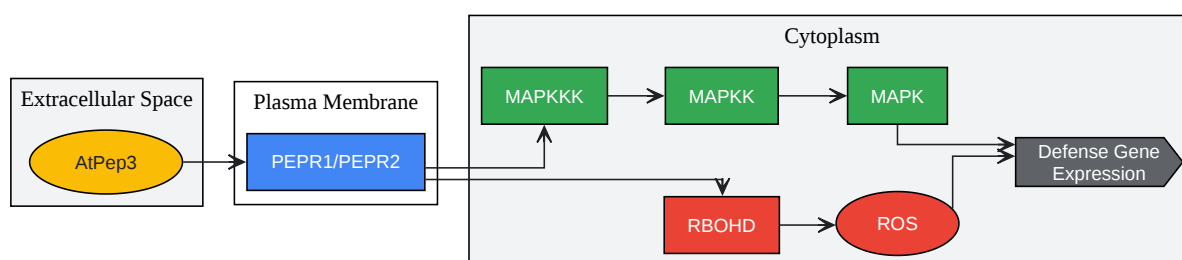 Extracellular Space
AtPep3
Plasma Membrane
PEPR1/PEPR2
Cytoplasm
MAPKKK
MAPKK
MAPK
RBOHD
ROS
Defense Gene
Expression